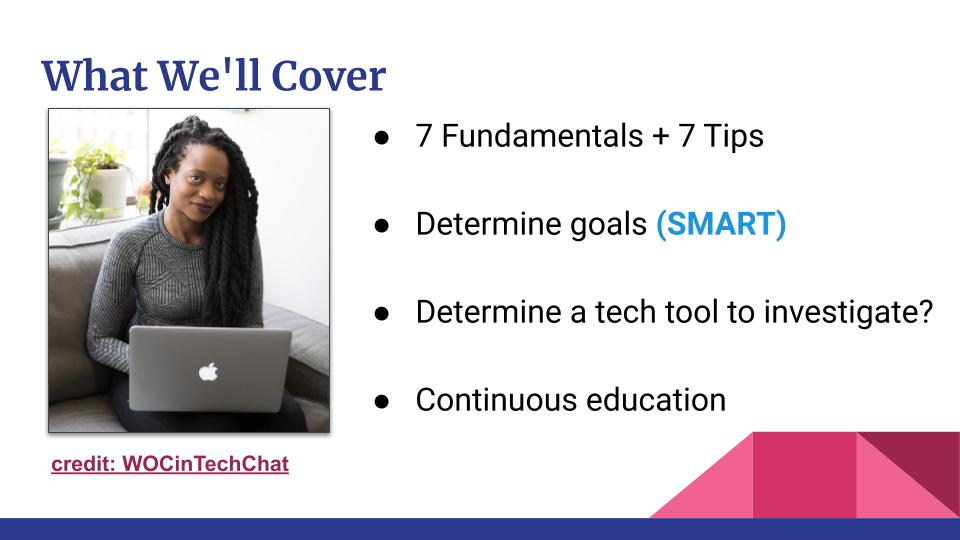 What We'll Cover
● 7 Fundamentals + 7 Tips
● Determine goals (SMART)
● Determine a tech tool to investigate?
● Continuous education
credit: WOCinTechChat